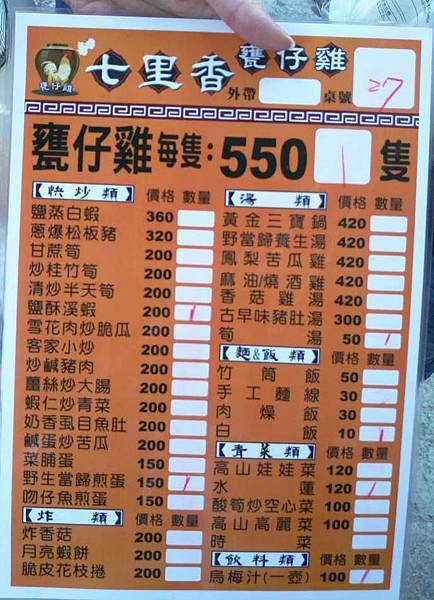 甕仔雞
七里香 甕仔雞
外帶 桌號 27
甕仔雞每隻:550 1 隻
【烘炒類】 價格 數量
鹽蒸白蝦 360
蔥爆松板豬 320
甘蔗筍 200
炒桂竹筍 200
清炒半天筍 200
鹽酥溪蝦 200 1
雪花肉炒脆瓜 200
客家小炒 200
炒鹹豬肉 200
薑絲炒大腸 200
蝦仁炒青菜 200
奶香虱目魚肚 200
鹹蛋炒苦瓜 200
菜脯蛋 150
野生當歸煎蛋 150 1
吻仔魚煎蛋 150
【炸類】 價格 數量
炸香菇 200
月亮蝦餅 200
脆皮花枝捲 200
【湯類】 價格 數量
黃金三寶鍋 420
野當歸養生湯 420
鳳梨苦瓜雞 420
麻油/燒酒雞 420
香菇雞湯 420
古早味豬肚湯 300
筍湯 50 1
【麵&飯類】 價格 數量
竹筒飯 50
手工麵線 30
肉燥飯 30
白飯 10 1
【青菜類】 價格 數量
高山娃娃菜 120
水蓮 120 1
酸筍炒空心菜 100
高山高麗菜 100
時菜
【飲料類】 價格 數量
烏梅汁(一壺) 100 1